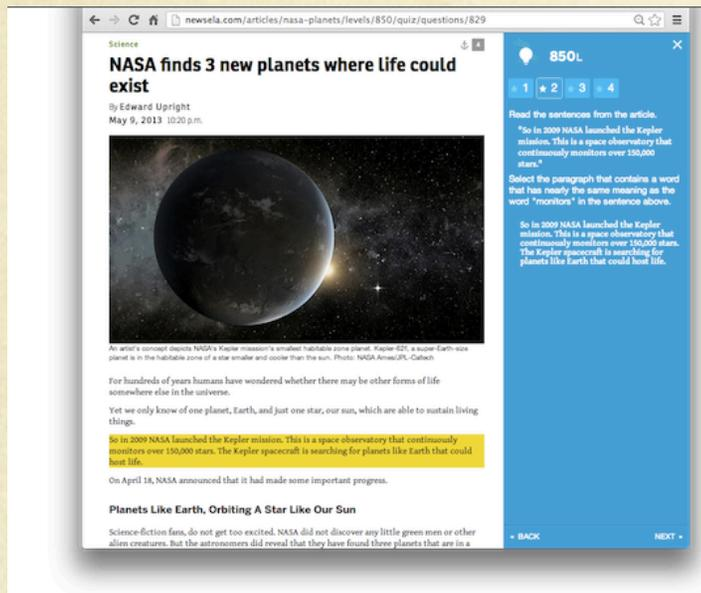 newsela.com/articles/nasa-planets/levels/850/quiz/questions/829
Science
4
NASA finds 3 new planets where life could
exist
By Edward Upright
May 9, 2013 10:20 p.m.
An artist's concept depicts NASA's Kepler misssion's smallest habitable zone planet. Kepler-62f, a super-Earth-size
planet is in the habitable zone of a star smaller and cooler than the sun. Photo: NASA Ames/JPL-Caltech
For hundreds of years humans have wondered whether there may be other forms of life
somewhere else in the universe.
Yet we only know of one planet, Earth, and just one star, our sun, which are able to sustain living
things.
So in 2009 NASA launched the Kepler mission. This is a space observatory that continuously
monitors over 150,000 stars. The Kepler spacecraft is searching for planets like Earth that could
host life.
On April 18, NASA announced that it had made some important progress.
Planets Like Earth, Orbiting A Star Like Our Sun
Science-fiction fans, do not get too excited. NASA did not discover any little green men or other
alien creatures. But the astronomers did reveal that they have found three planets that are in a
850L
1 2 3 4
Read the sentences from the article.
"So in 2009 NASA launched the Kepler
mission. This is a space observatory that
continuously monitors over 150,000
stars."
Select the paragraph that contains a word
that has nearly the same meaning as the
word "monitors" in the sentence above.
So in 2009 NASA launched the Kepler
mission. This is a space observatory that
continuously monitors over 150,000 stars.
The Kepler spacecraft is searching for
planets like Earth that could host life.
BACK NEXT